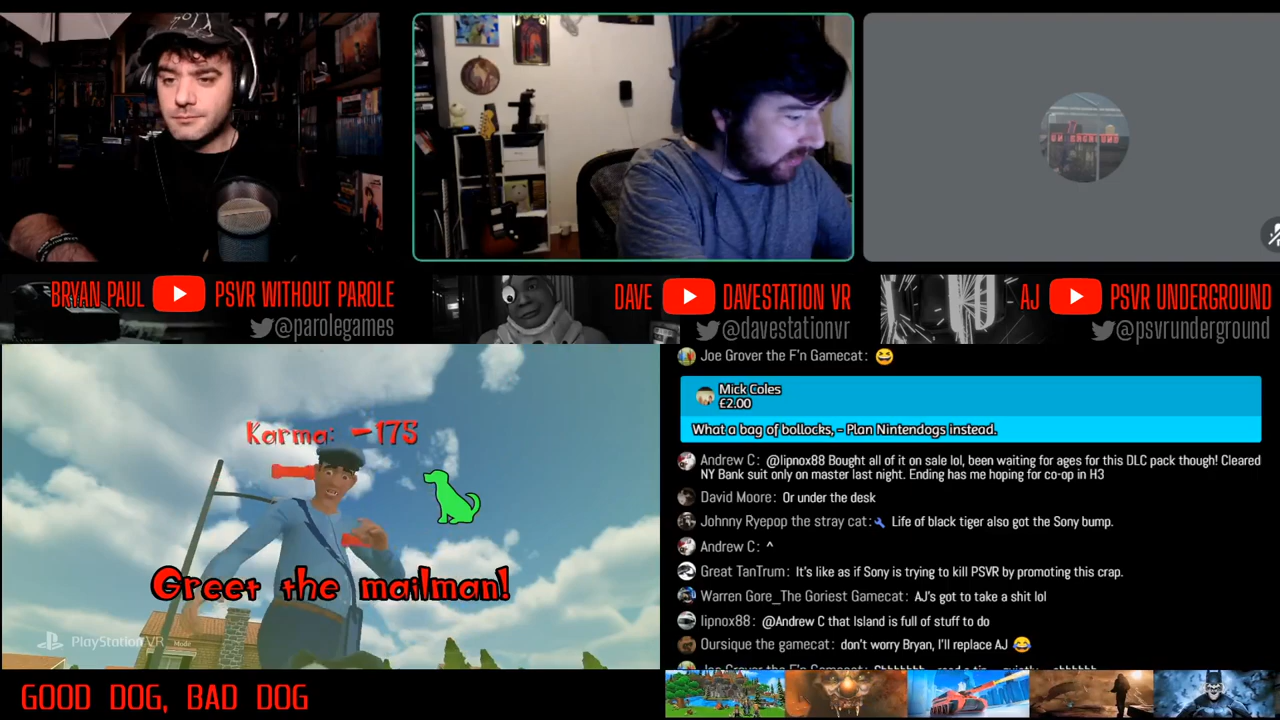 BRYAN PAUL
PSVR WITHOUT PAROLE
@parolegames
DAVE
DAVESTATION VR
@davestationvr
AJ
PSVR UNDERGROUND
@psvrunderground
Karma: -175
Greet the mailman!
PlayStation VR
Mode
GOOD DOG, BAD DOG
Joe Grover the F'n Gamecat: 😆
Mick Coles
£2.00
What a bag of bollocks, - Plan Nintendogs instead.
Andrew C: @lipnox88 Bought all of it on sale lol, been waiting for ages for this DLC pack though! Cleared
NY Bank suit only on master last night. Ending has me hoping for co-op in H3
David Moore: Or under the desk
Johnny Ryepop the stray cat:🔧 Life of black tiger also got the Sony bump.
Andrew C: ^
Great TanTrum: It's like as if Sony is trying to kill PSVR by promoting this crap.
Warren Gore_The Goriest Gamecat: AJ's got to take a shit lol
lipnox88: @Andrew C that Island is full of stuff to do
Oursique the gamecat: don't worry Bryan, I'll replace AJ 😂
Joe Grover the F'n Gamecat: